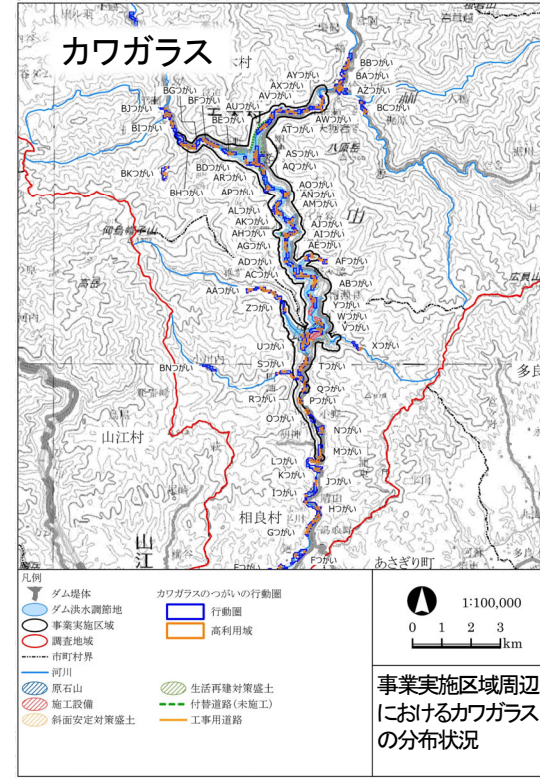 カワガラス
BBつがい
BAつがい
AZつがい
BCつがい
AYつがい
AXつがい
AVつがい
AUつがい
AWつがい
ATつがい
BGつがい
BFつがい
BEつがい
BJつがい
BIつがい
BKつがい
BDつがい
BHつがい
ARつがい
APつがい
ASつがい
AQつがい
AOつがい
ANつがい
AMつがい
ALつがい
AKつがい
AJつがい
AIつがい
AHつがい
AGつがい
AEつがい
AFつがい
ADつがい
ACつがい
ABつがい
AAつがい
Zつがい
Yつがい
Wつがい
Vつがい
Xつがい
Uつがい
Tつがい
Sつがい
BNつがい
Rつがい
Qつがい
Pつがい
Oつがい
Nつがい
Mつがい
Lつがい
Kつがい
Jつがい
Iつがい
Hつがい
Gつがい
Fつがい
山江村
相良村
あさぎり町
凡例
ダム堤体
ダム洪水調節地
事業実施区域
調査地域
市町村界
河川
原石山
施工設備
斜面安定対策盛土
カワガラスのつがいの行動圏
行動圏
高利用域
生活再建対策盛土
付替道路(未施工)
工事用道路
1:100,000
0 1 2 3
km
事業実施区域周辺
におけるカワガラス
の分布状況